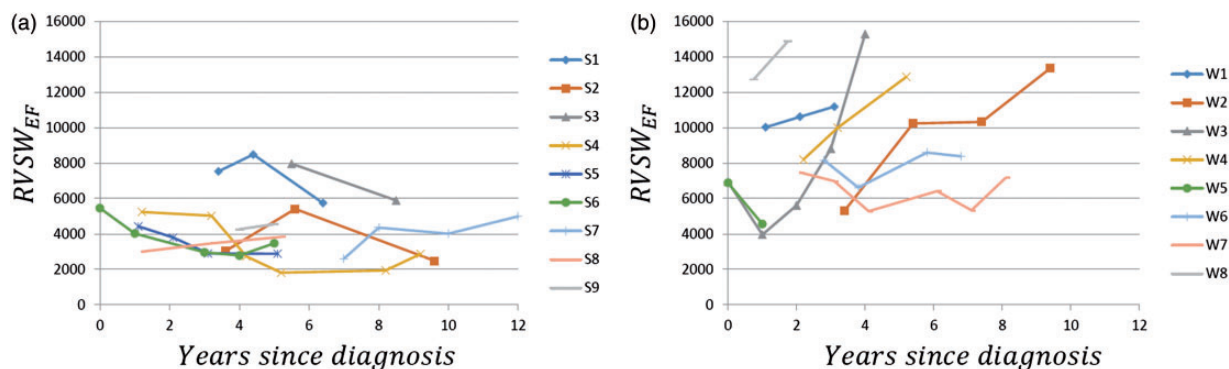 (a)
RVSW_EF
16000
14000
12000
10000
8000
6000
4000
2000
0
0 2 4 6 8 10 12
Years since diagnosis
S1
S2
S3
S4
S5
S6
S7
S8
S9
(b)
RVSW_EF
16000
14000
12000
10000
8000
6000
4000
2000
0
0 2 4 6 8 10 12
Years since diagnosis
W1
W2
W3
W4
W5
W6
W7
W8